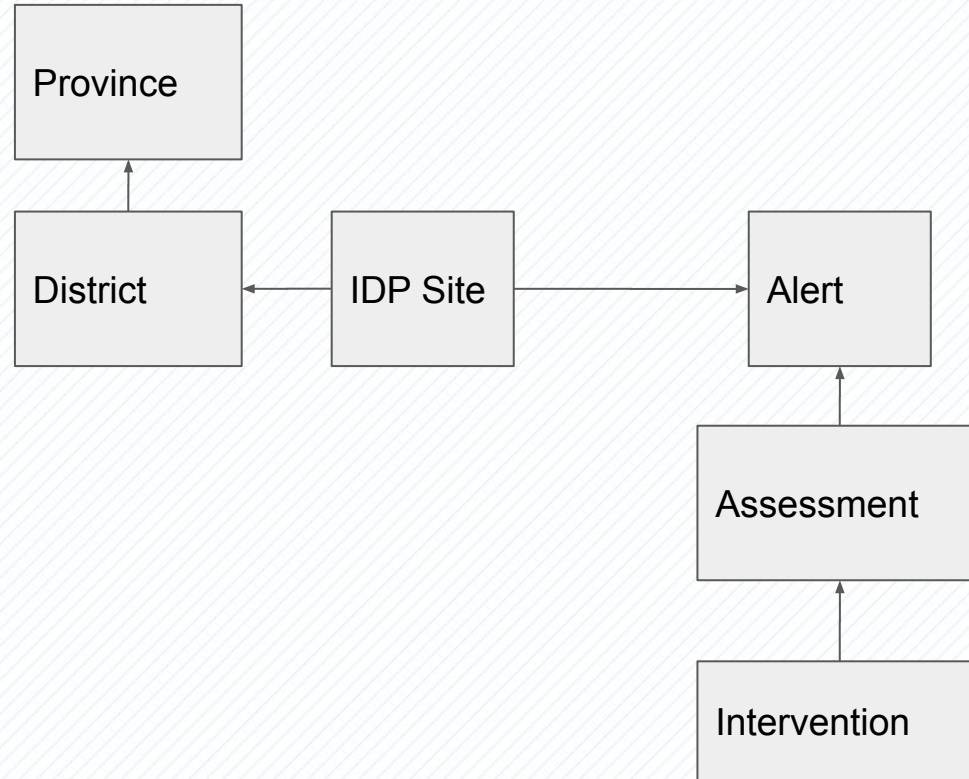 Province
District
IDP Site
Alert
Assessment
Intervention